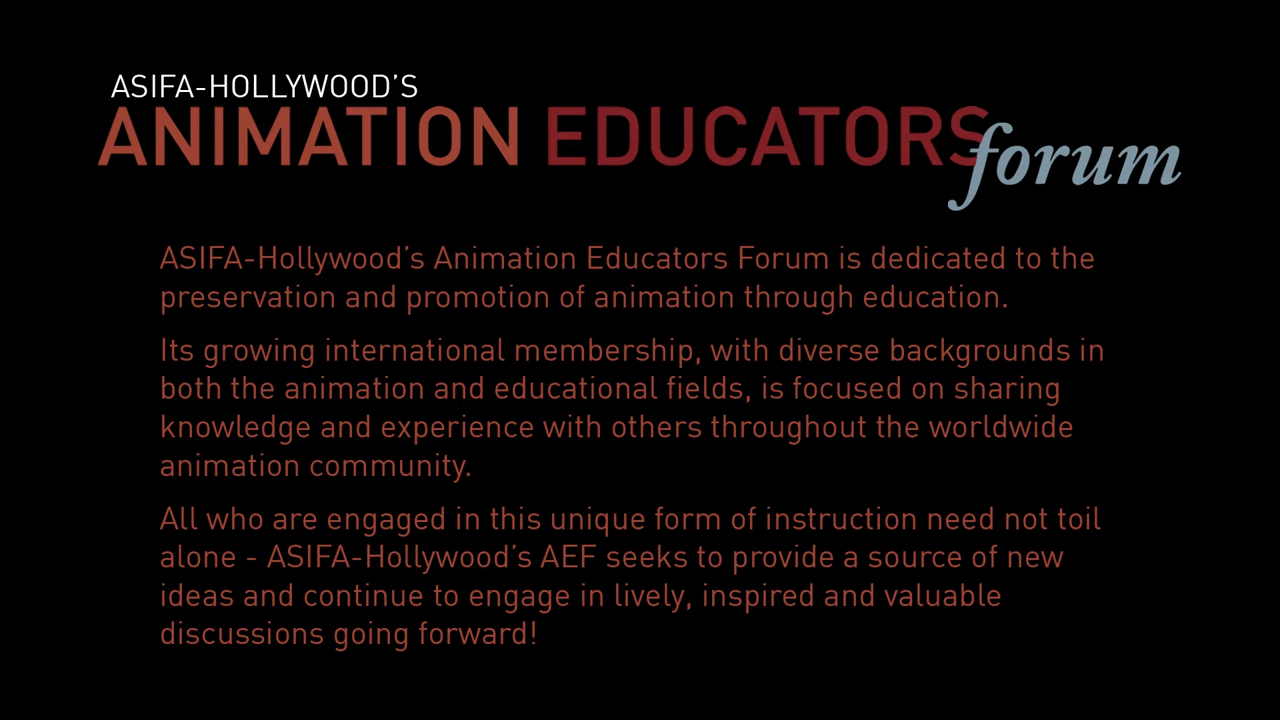 ASIFA-HOLLYWOOD'S
ANIMATION EDUCATORS forum
ASIFA-Hollywood's Animation Educators Forum is dedicated to the
preservation and promotion of animation through education.
Its growing international membership, with diverse backgrounds in
both the animation and educational fields, is focused on sharing
knowledge and experience with others throughout the worldwide
animation community.
All who are engaged in this unique form of instruction need not toil
alone - ASIFA-Hollywood's AEF seeks to provide a source of new
ideas and continue to engage in lively, inspired and valuable
discussions going forward!